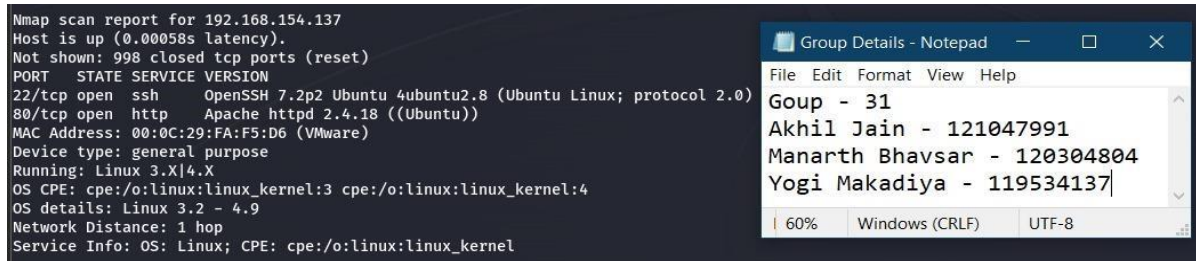 Nmap scan report for 192.168.154.137
Host is up (0.00058s latency).
Not shown: 998 closed tcp ports (reset)
PORT   STATE SERVICE VERSION
22/tcp open  ssh     OpenSSH 7.2p2 Ubuntu 4ubuntu2.8 (Ubuntu Linux; protocol 2.0)
80/tcp open  http    Apache httpd 2.4.18 ((Ubuntu))
MAC Address: 00:0C:29:FA:F5:D6 (VMware)
Device type: general purpose
Running: Linux 3.X|4.X
OS CPE: cpe:/o:linux:linux_kernel:3 cpe:/o:linux:linux_kernel:4
OS details: Linux 3.2 - 4.9
Network Distance: 1 hop
Service Info: OS: Linux; CPE: cpe:/o:linux:linux_kernel
Group Details - Notepad
File Edit Format View Help
Goup - 31
Akhil Jain - 121047991
Manarth Bhavsar - 120304804
Yogi Makadiya - 119534137
60% Windows (CRLF) UTF-8